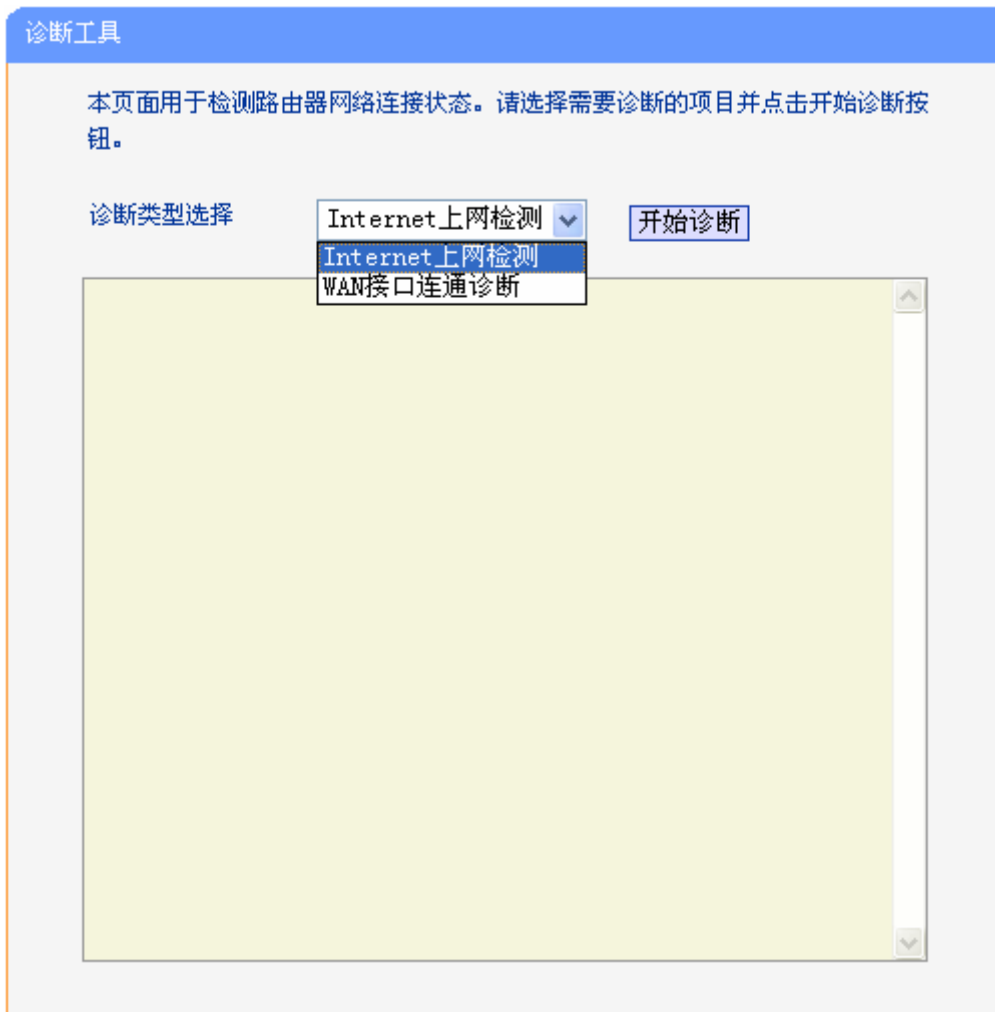 诊断工具
本页面用于检测路由器网络连接状态。请选择需要诊断的项目并点击开始诊断按
钮。
诊断类型选择 Internet上网检测 开始诊断
Internet上网检测
WAN接口连通诊断